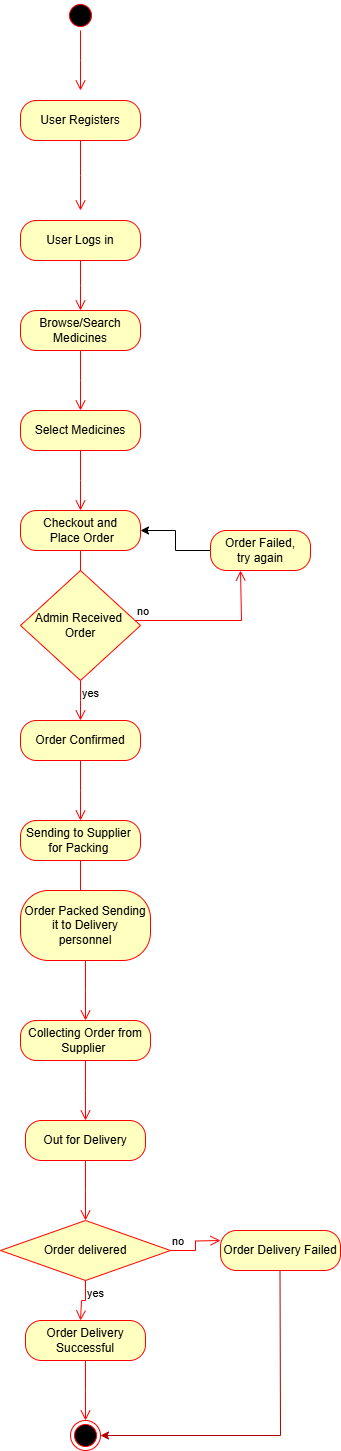 User Registers
User Logs in
Browse/Search
Medicines
Select Medicines
Checkout and
Place Order
Order Failed,
try again
Admin Received
Order
no
yes
Order Confirmed
Sending to Supplier
for Packing
Order Packed Sending
it to Delivery
personnel
Collecting Order from
Supplier
Out for Delivery
Order delivered
no
Order Delivery Failed
yes
Order Delivery
Successful